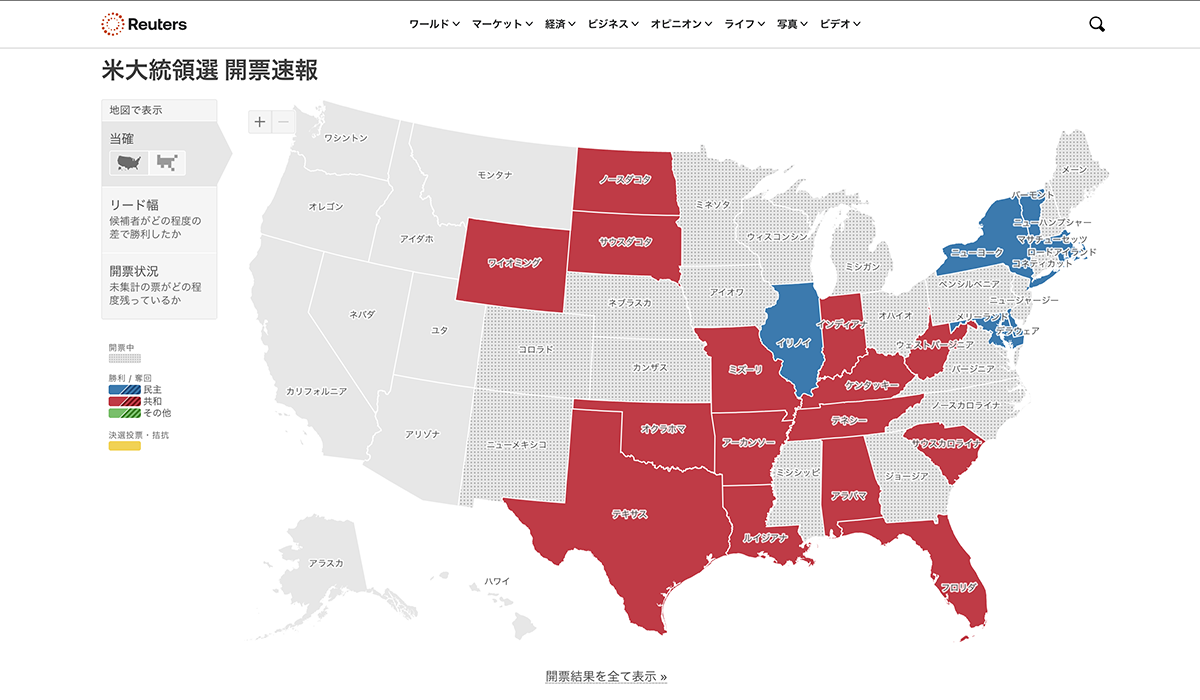 Reuters
ワールド マーケット 経済 ビジネス オピニオン ライフ 写真 ビデオ
米大統領選 開票速報
地図で表示
当確
リード幅
候補者がどの程度の
差で勝利したか
開票状況
未集計の票がどの程
度残っているか
開票中
勝利 / 奪回
民主
共和
その他
決選投票・拮抗
+ −
ワシントン
モンタナ
ノースダコタ
ミネソタ
メーン
バーモント
オレゴン
アイダホ
ワイオミング
サウスダコタ
ウィスコンシン
ミシガン
ニューヨーク
ニューハンプシャー
マサチューセッツ
ロードアイランド
コネティカット
ネバダ
ユタ
コロラド
ネブラスカ
アイオワ
イリノイ
インディアナ
オハイオ
ペンシルベニア
ニュージャージー
メリーランド
デラウェア
カリフォルニア
カンザス
ミズーリ
ケンタッキー
ウェストバージニア
バージニア
アリゾナ
ニューメキシコ
オクラホマ
アーカンソー
テネシー
ノースカロライナ
サウスカロライナ
テキサス
ルイジアナ
ミシシッピ
アラバマ
ジョージア
フロリダ
アラスカ
ハワイ
開票結果を全て表示 »